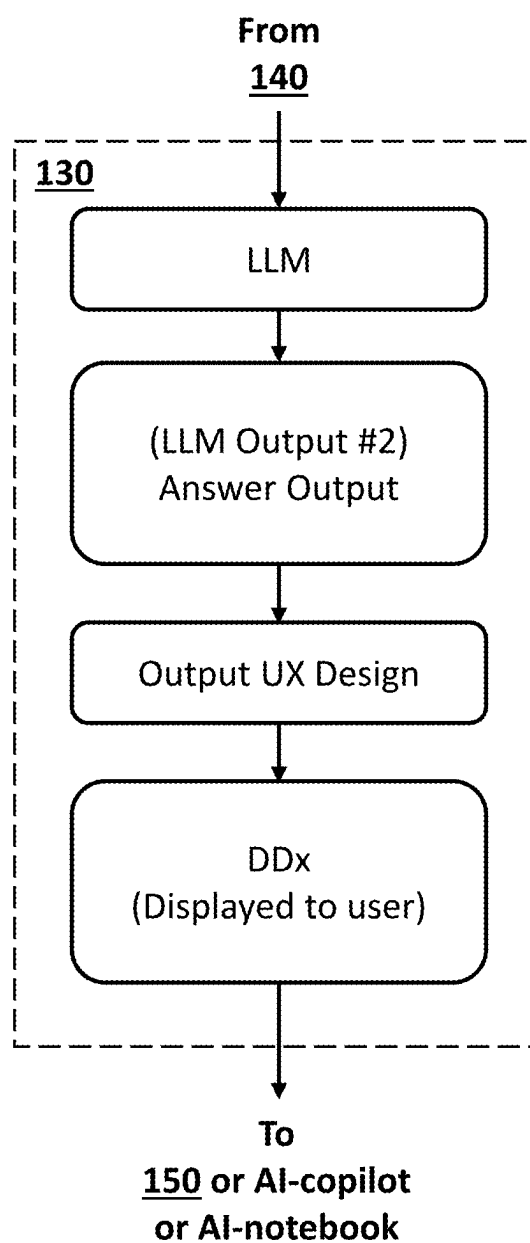 From
140
130
LLM
(LLM Output #2)
Answer Output
Output UX Design
DDx
(Displayed to user)
To
150 or AI-copilot
or AI-notebook